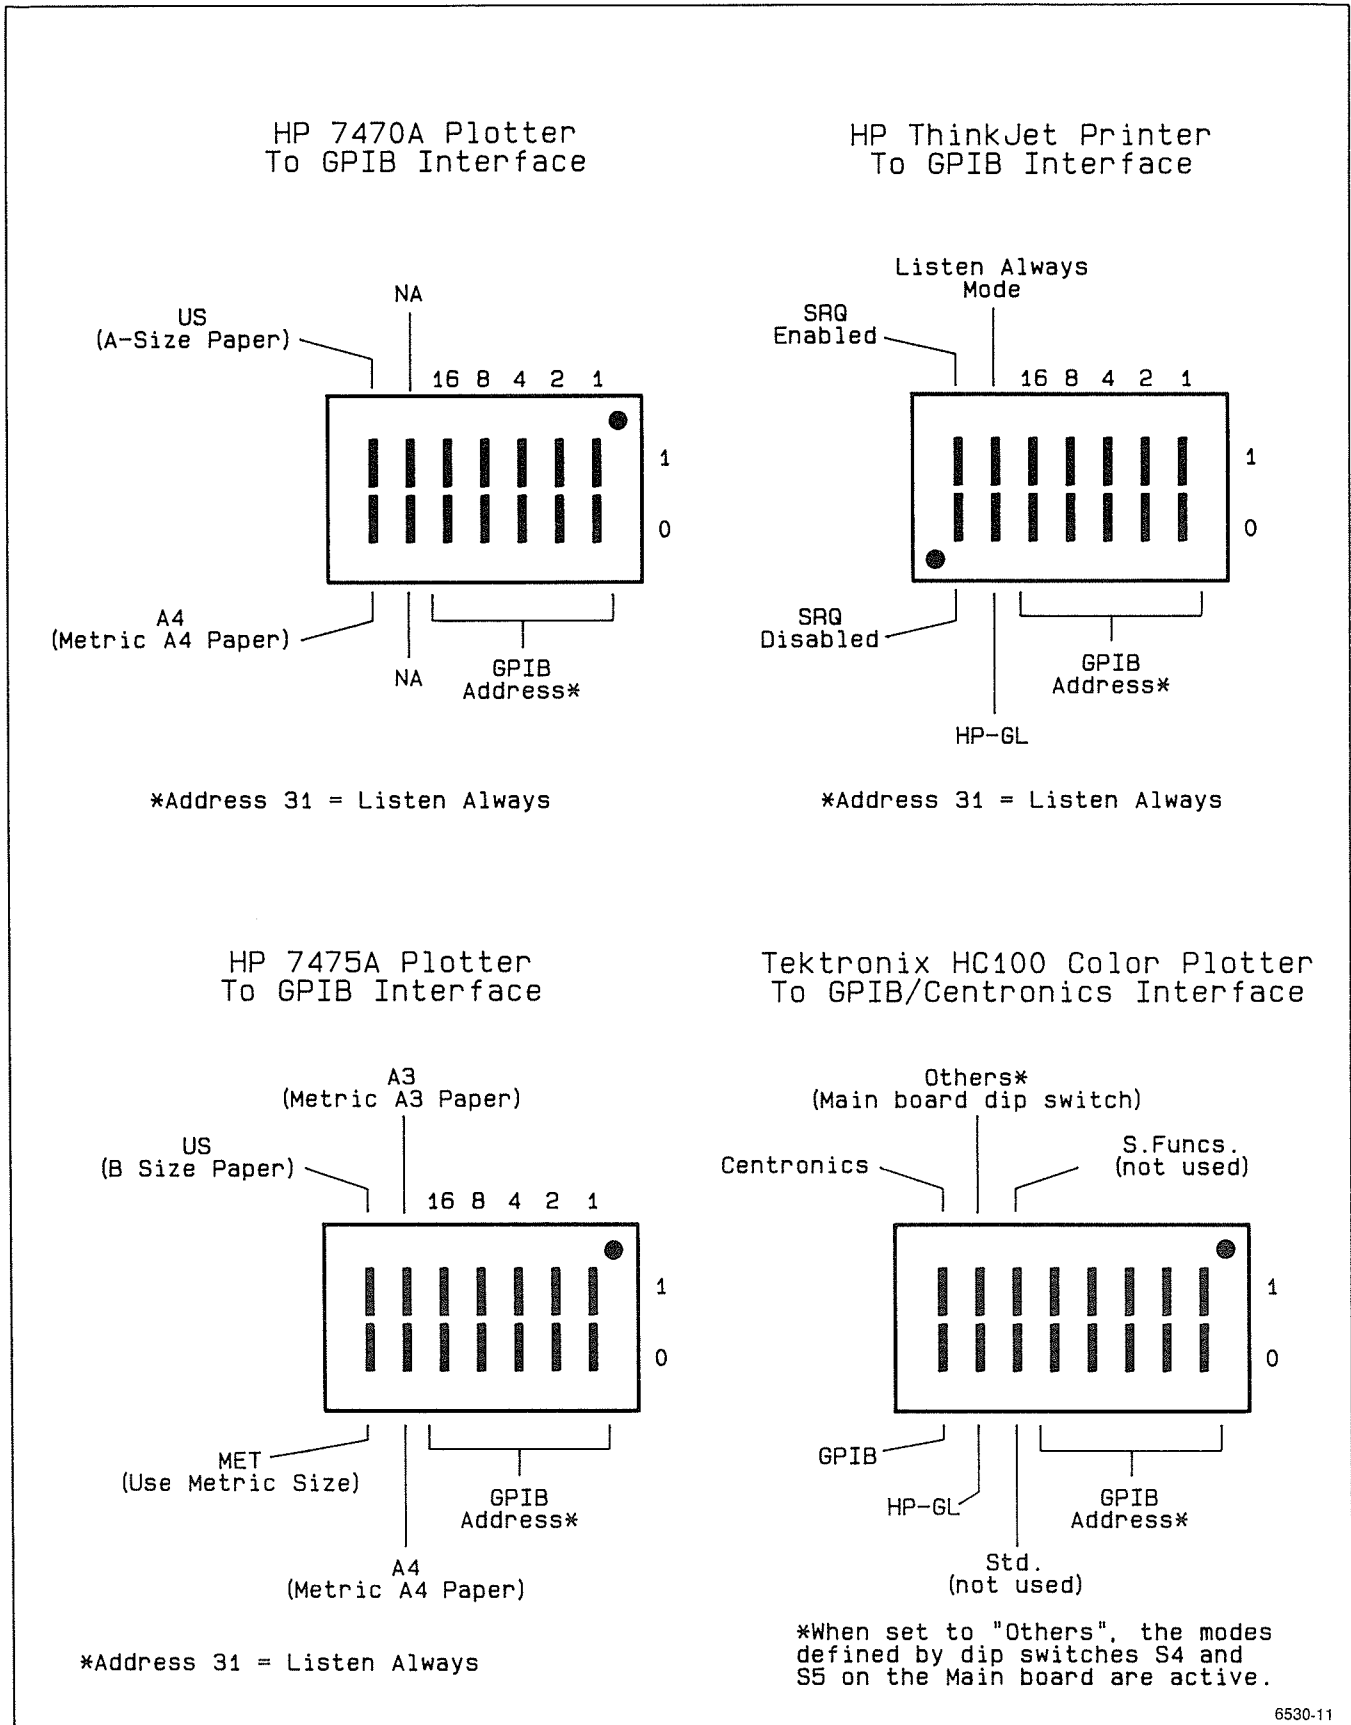 HP 7470A Plotter
To GPIB Interface
NA
US
(A-Size Paper)
16 8 4 2 1
1
0
A4
(Metric A4 Paper)
NA
GPIB
Address*
*Address 31 = Listen Always
HP ThinkJet Printer
To GPIB Interface
Listen Always
Mode
SRQ
Enabled
16 8 4 2 1
1
0
SRQ
Disabled
GPIB
Address*
HP-GL
*Address 31 = Listen Always
HP 7475A Plotter
To GPIB Interface
A3
(Metric A3 Paper)
US
(B Size Paper)
16 8 4 2 1
1
0
MET
(Use Metric Size)
GPIB
Address*
A4
(Metric A4 Paper)
*Address 31 = Listen Always
Tektronix HC100 Color Plotter
To GPIB/Centronics Interface
Others*
(Main board dip switch)
Centronics
S.Funcs.
(not used)
1
0
GPIB
HP-GL
GPIB
Address*
Std.
(not used)
*When set to "Others", the modes
defined by dip switches S4 and
S5 on the Main board are active.
6530-11